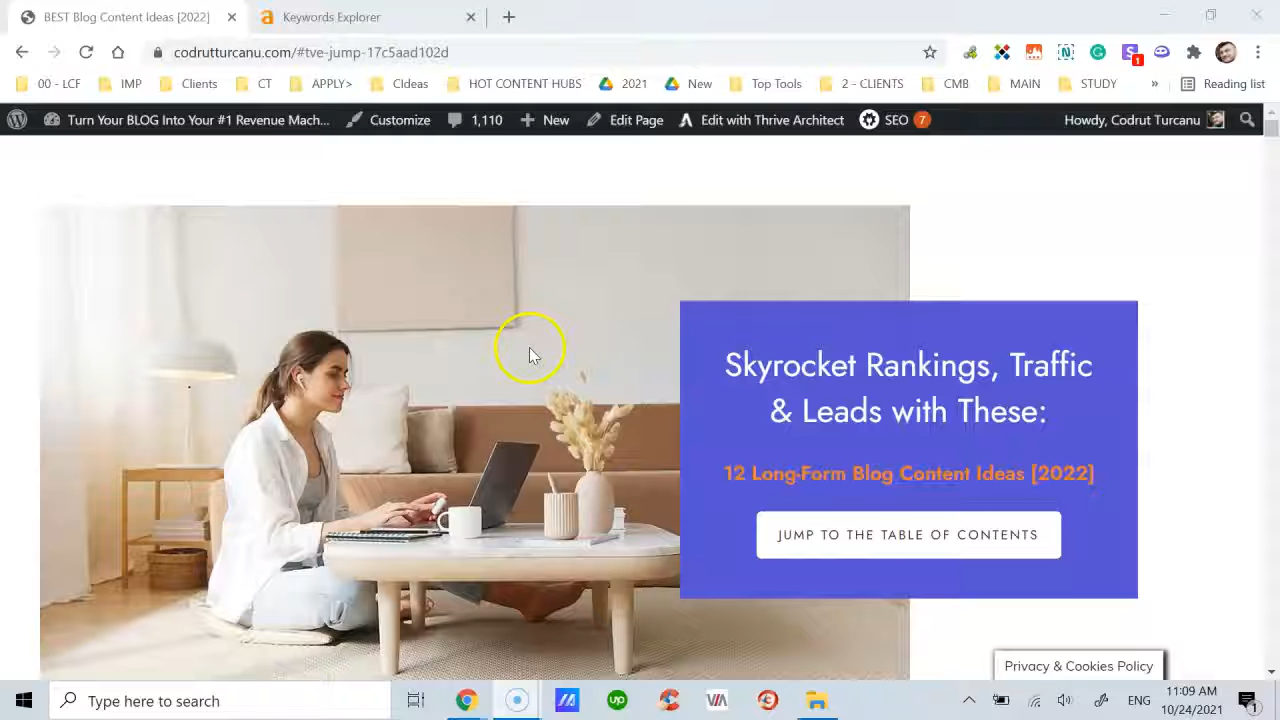 BEST Blog Content Ideas [2022]
Keywords Explorer
codrutturcanu.com/#tve-jump-17c5aad102d
1
00 - LCF IMP Clients CT APPLY> CIdeas HOT CONTENT HUBS 2021 New Top Tools 2 - CLIENTS CMB MAIN STUDY » Reading list
Turn Your BLOG Into Your #1 Revenue Mach... Customize 1,110 New Edit Page Edit with Thrive Architect SEO 7 Howdy, Codrut Turcanu
Skyrocket Rankings, Traffic
& Leads with These:
12 Long-Form Blog Content Ideas [2022]
JUMP TO THE TABLE OF CONTENTS
Privacy & Cookies Policy
Type here to search
up
VIA
ENG
11:09 AM
10/24/2021
1